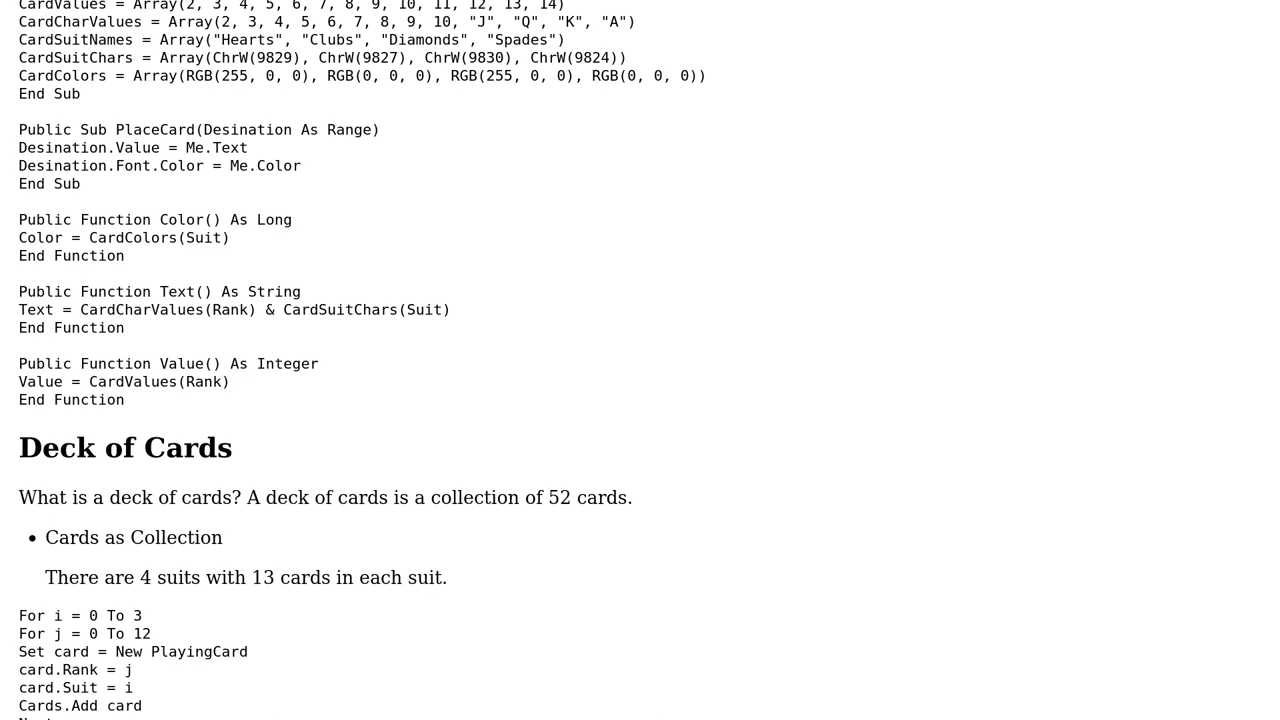 CardValues = Array(2, 3, 4, 5, 6, 7, 8, 9, 10, 11, 12, 13, 14)
CardCharValues = Array(2, 3, 4, 5, 6, 7, 8, 9, 10, "J", "Q", "K", "A")
CardSuitNames = Array("Hearts", "Clubs", "Diamonds", "Spades")
CardSuitChars = Array(ChrW(9829), ChrW(9827), ChrW(9830), ChrW(9824))
CardColors = Array(RGB(255, 0, 0), RGB(0, 0, 0), RGB(255, 0, 0), RGB(0, 0, 0))
End Sub
Public Sub PlaceCard(Desination As Range)
Desination.Value = Me.Text
Desination.Font.Color = Me.Color
End Sub
Public Function Color() As Long
Color = CardColors(Suit)
End Function
Public Function Text() As String
Text = CardCharValues(Rank) & CardSuitChars(Suit)
End Function
Public Function Value() As Integer
Value = CardValues(Rank)
End Function
Deck of Cards
What is a deck of cards? A deck of cards is a collection of 52 cards.
• Cards as Collection
There are 4 suits with 13 cards in each suit.
For i = 0 To 3
For j = 0 To 12
Set card = New PlayingCard
card.Rank = j
card.Suit = i
Cards.Add card